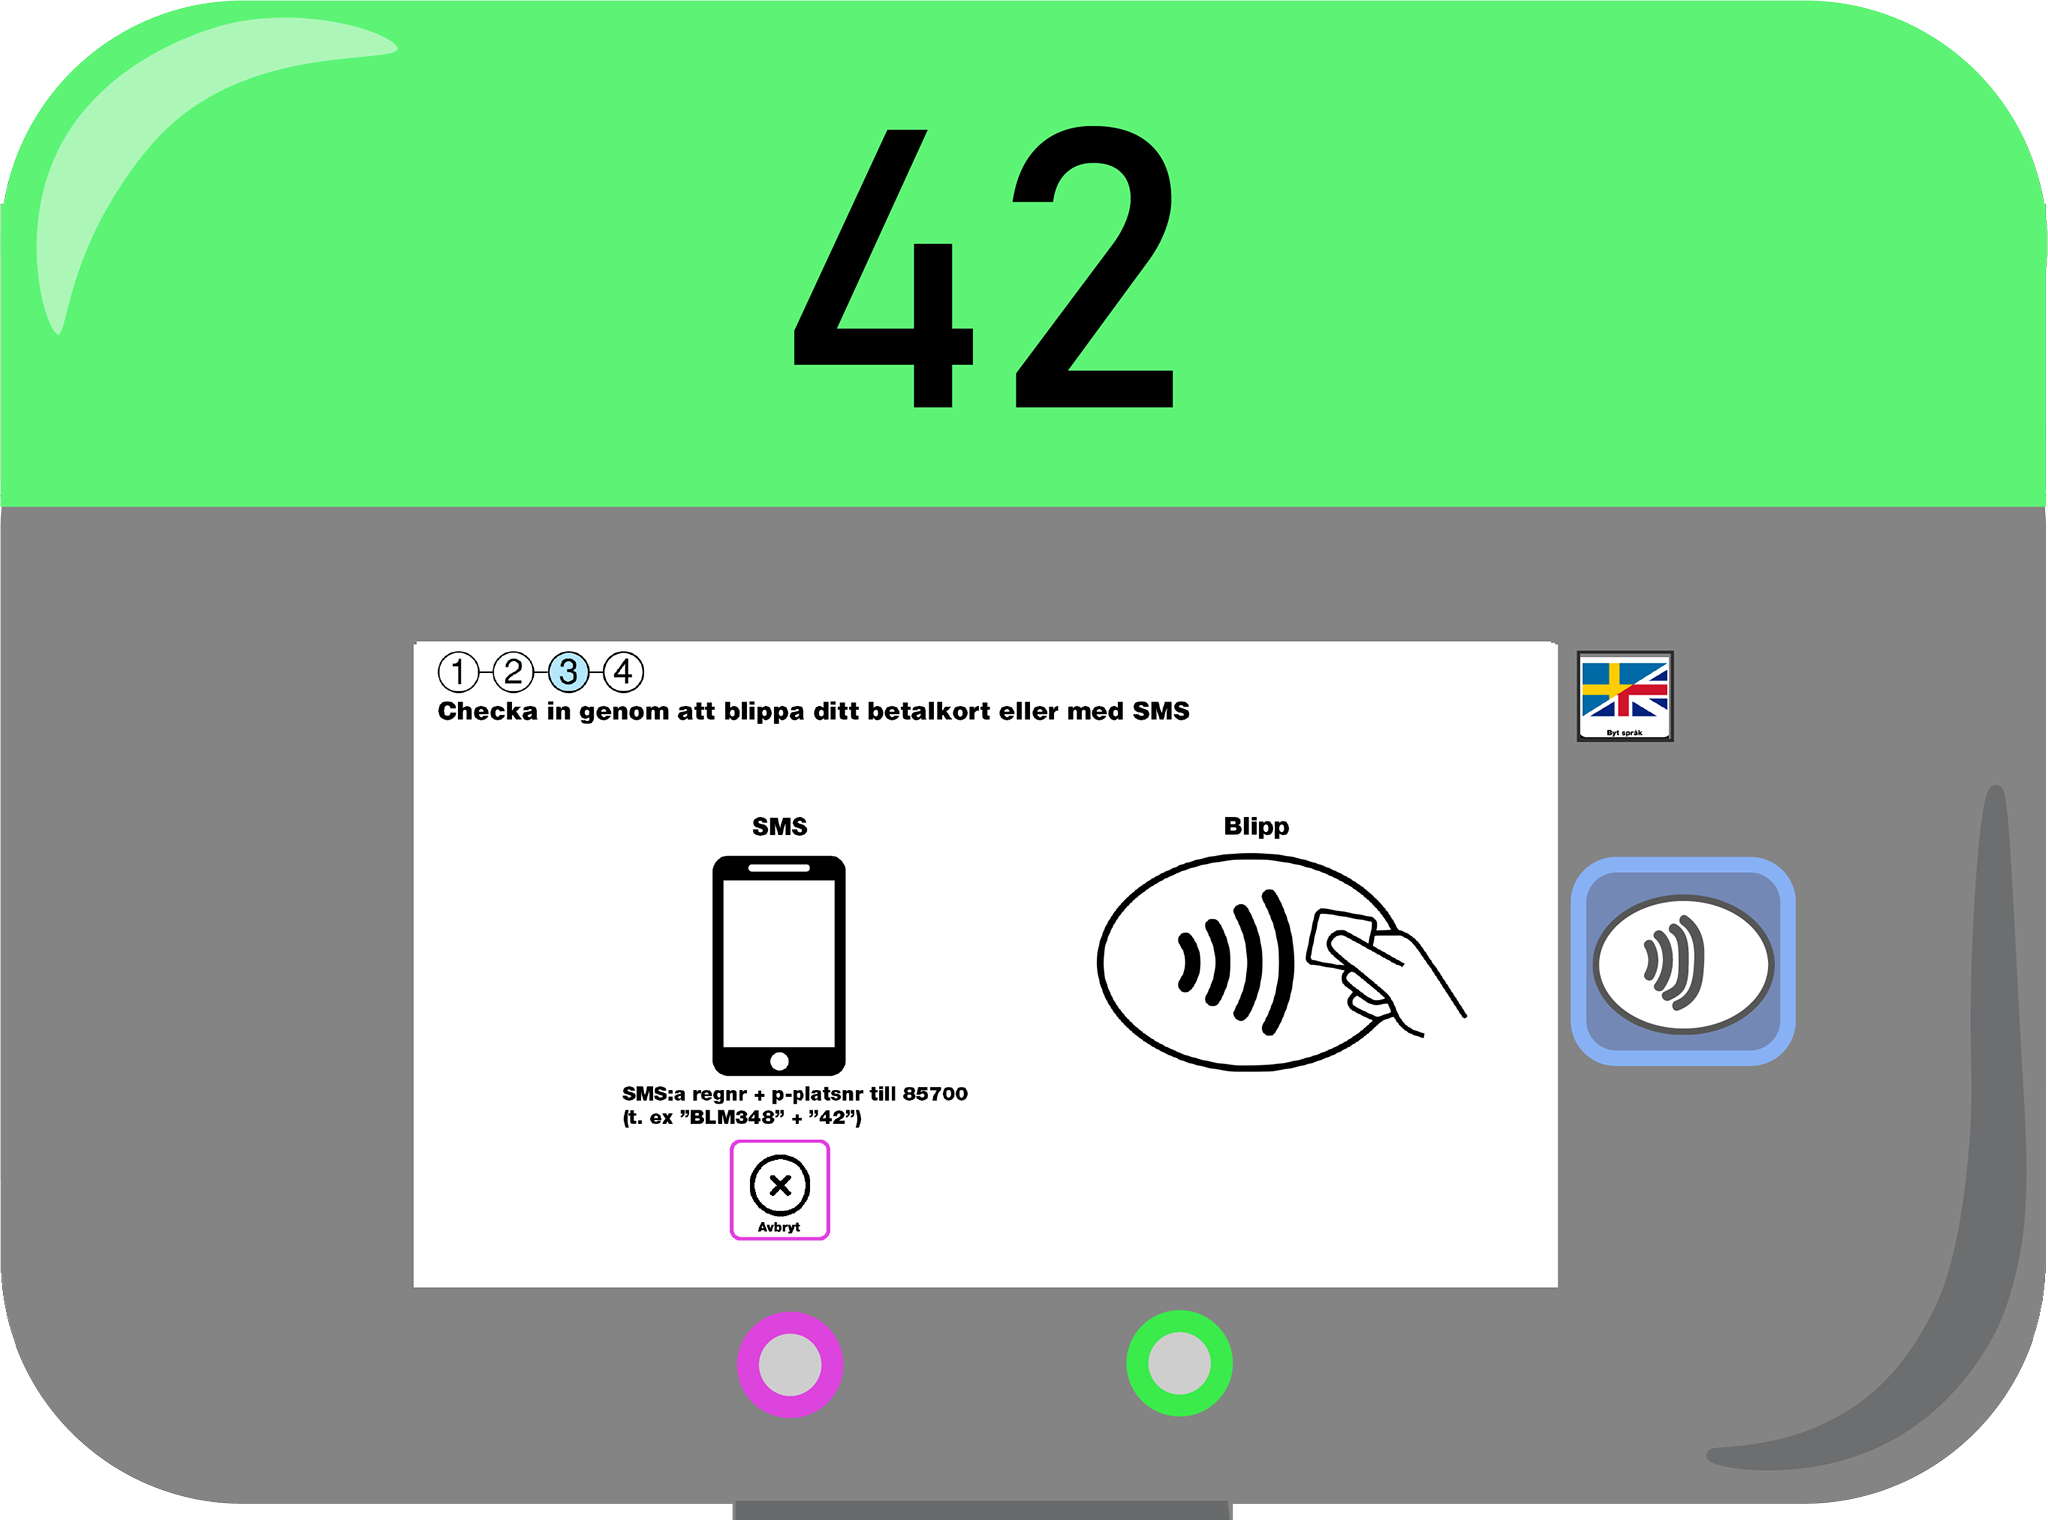 42
1 2 3 4
Checka in genom att blippa ditt betalkort eller med SMS
Byt språk
SMS
Blipp
SMS:a regnr + p-platsnr till 85700
(t. ex ”BLM348” + ”42”)
Avbryt